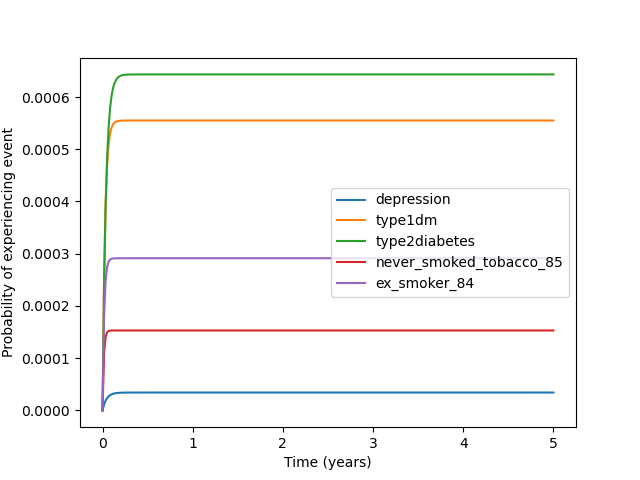 0.0006
0.0005
0.0004
0.0003
0.0002
0.0001
0.0000
Probability of experiencing event
depression
type1dm
type2diabetes
never_smoked_tobacco_85
ex_smoker_84
0 1 2 3 4 5
Time (years)